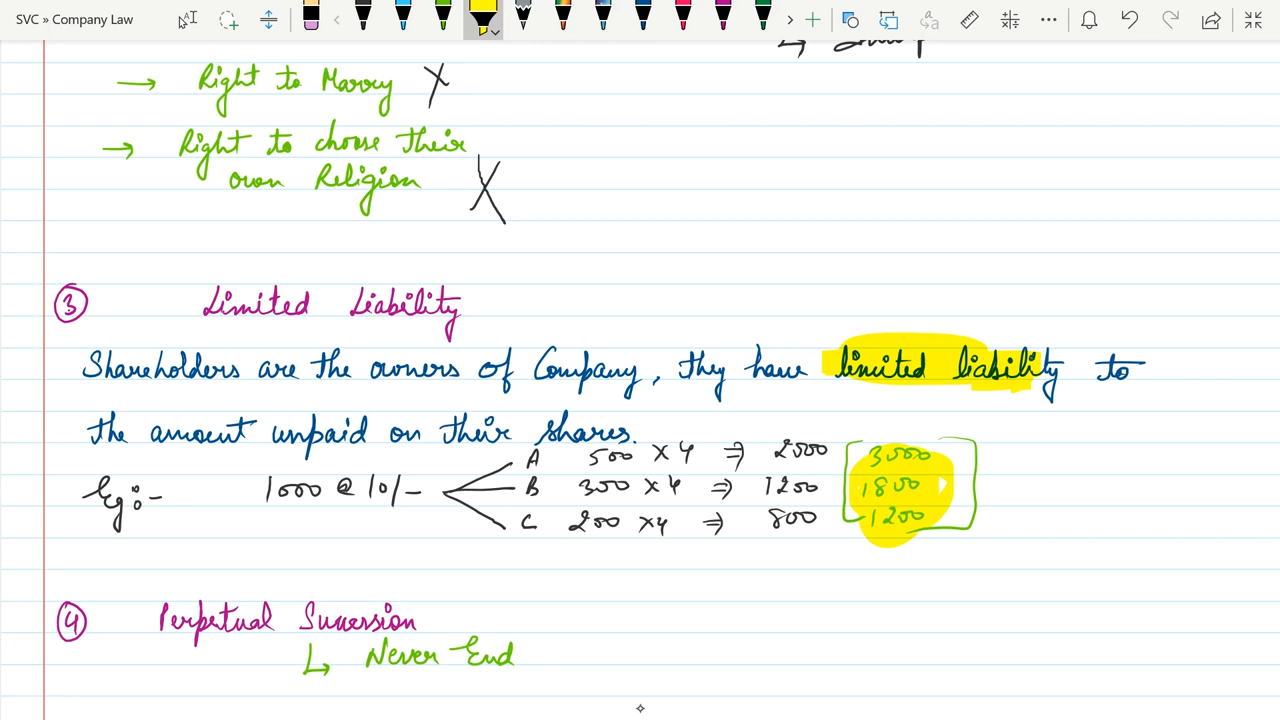 SVC » Company Law
→ Right to Marry X
→ Right to choose Their
own Religion X
③ Limited Liability
Shareholders are the owners of Company, they have limited liability to
the amount unpaid on their shares.
Eg:- 1000 @ 10/-
A 500 × 4 ⇒ 2000 3000
B 300 × 4 ⇒ 1200 1800
C 200 × 4 ⇒ 800 1200
④ Perpetual Succession
↳ Never End